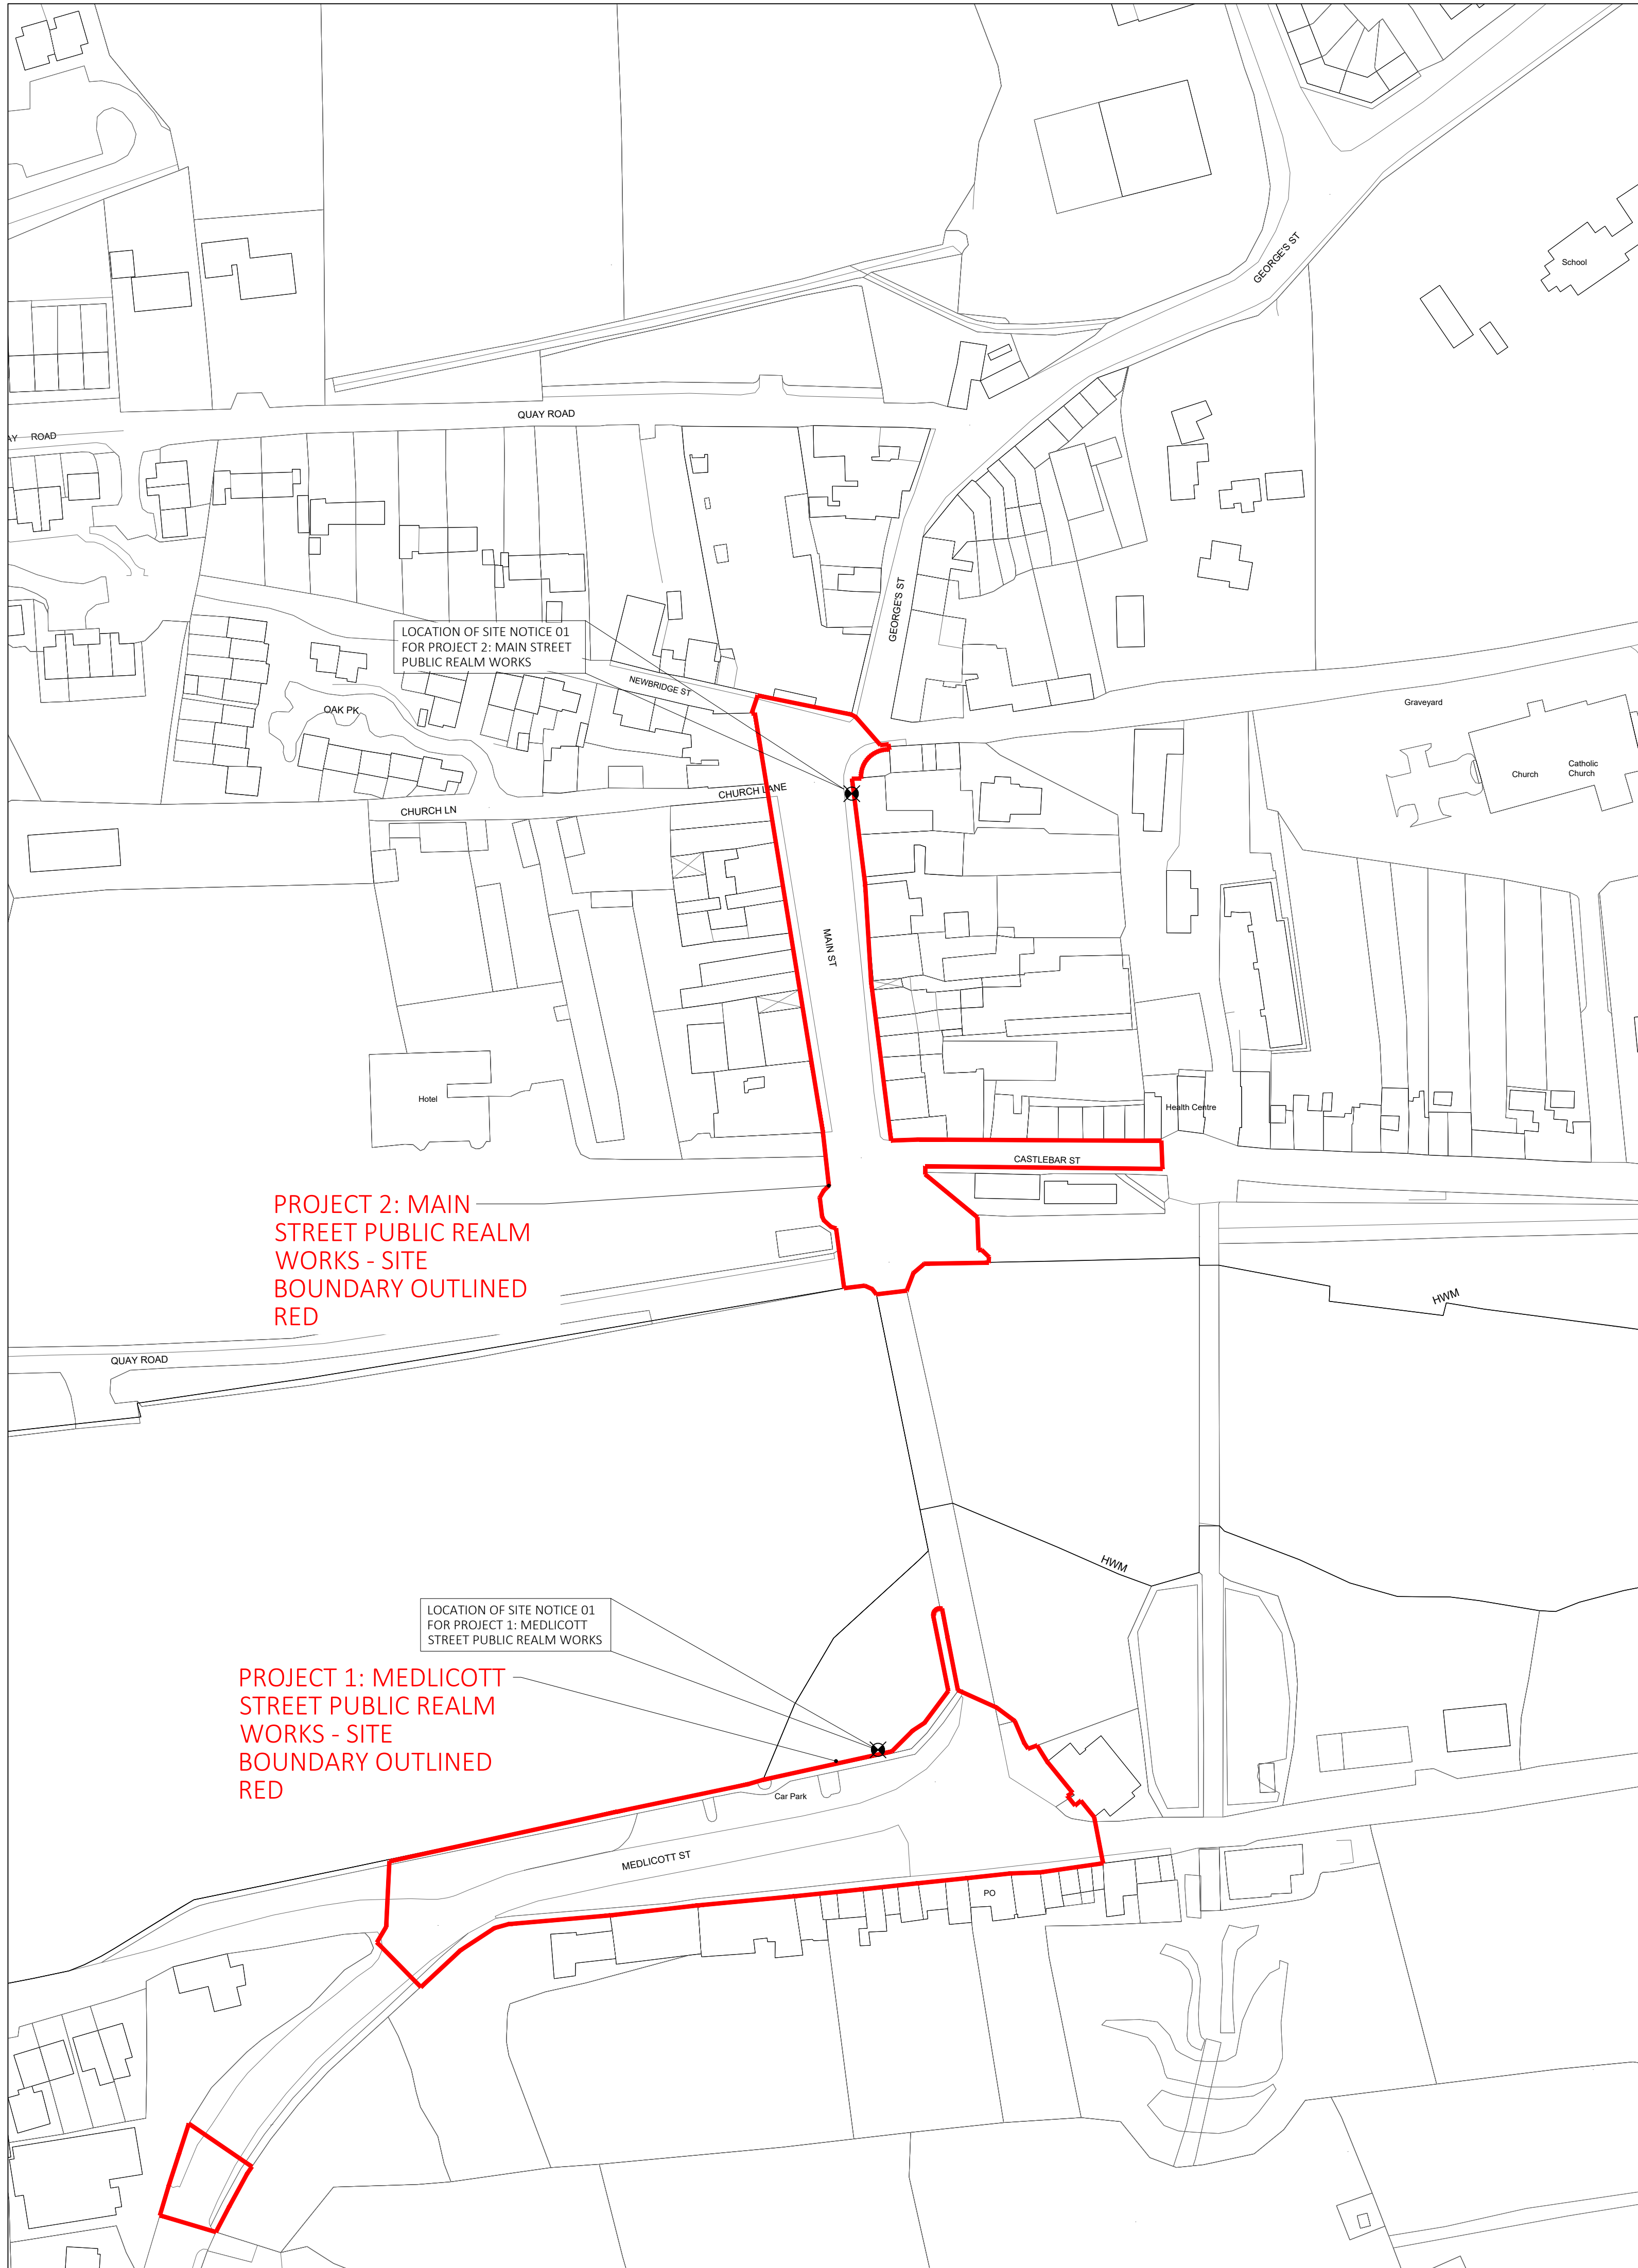 GEORGE'S ST
School
QUAY ROAD
AY ROAD
GEORGE'S ST
LOCATION OF SITE NOTICE 01
FOR PROJECT 2: MAIN STREET
PUBLIC REALM WORKS
NEWBRIDGE ST
OAK PK
Graveyard
Church
Catholic
Church
CHURCH LANE
CHURCH LN
MAIN ST
Hotel
Health Centre
CASTLEBAR ST
PROJECT 2: MAIN
STREET PUBLIC REALM
WORKS - SITE
BOUNDARY OUTLINED
RED
HWM
QUAY ROAD
HWM
LOCATION OF SITE NOTICE 01
FOR PROJECT 1: MEDLICOTT
STREET PUBLIC REALM WORKS
PROJECT 1: MEDLICOTT
STREET PUBLIC REALM
WORKS - SITE
BOUNDARY OUTLINED
RED
Car Park
MEDLICOTT ST
PO